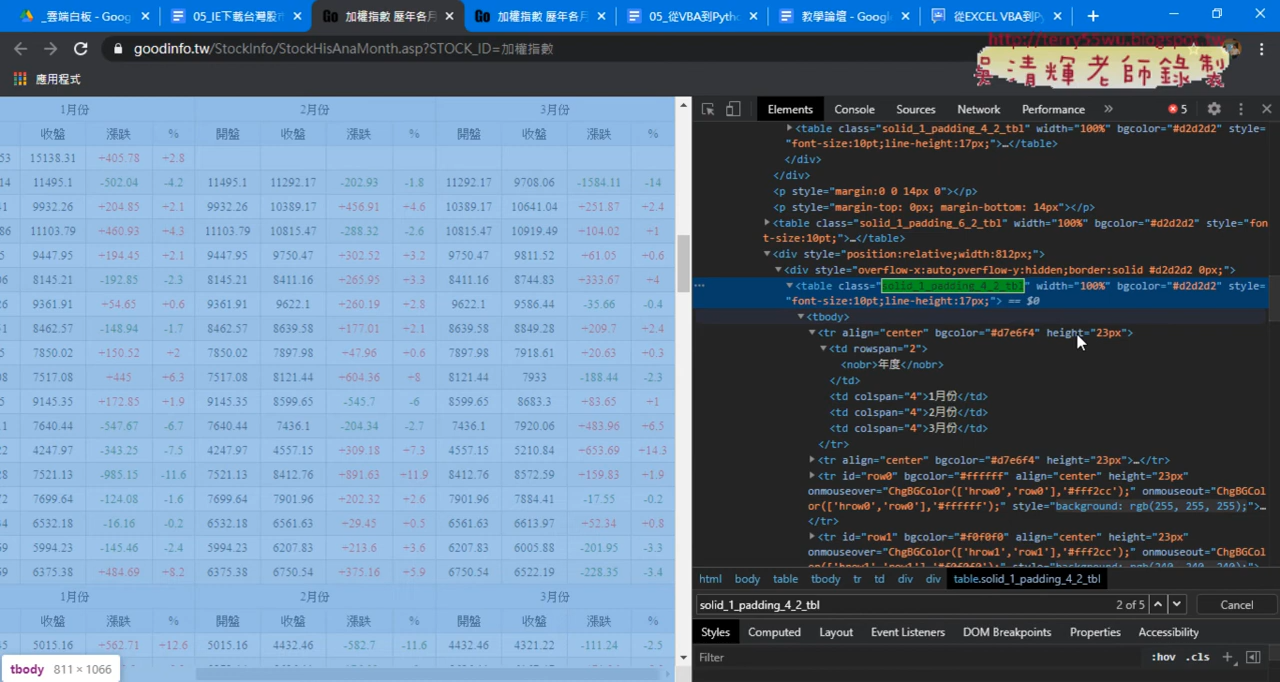 _雲端白板 - Goog
05_IE下載台灣股市
加權指數 歷年各月
加權指數 歷年各月
05_從VBA到Pyth
教學論壇 - Google
從EXCEL VBA到Py
goodinfo.tw/StockInfo/StockHisAnaMonth.asp?STOCK_ID=加權指數
http://terry55wu.blogspot.tw
吳清輝老師錄製
應用程式
1月份 2月份 3月份
收盤 漲跌 % 開盤 收盤 漲跌 % 開盤 收盤 漲跌 %
53 15138.31 +405.78 +2.8
14 11495.1 -502.04 -4.2 11495.1 11292.17 -202.93 -1.8 11292.17 9708.06 -1584.11 -14
41 9932.26 +204.85 +2.1 9932.26 10389.17 +456.91 +4.6 10389.17 10641.04 +251.87 +2.4
86 11103.79 +460.93 +4.3 11103.79 10815.47 -288.32 -2.6 10815.47 10919.49 +104.02 +1
9447.95 +194.45 +2.1 9447.95 9750.47 +302.52 +3.2 9750.47 9811.52 +61.05 +0.6
06 8145.21 -192.85 -2.3 8145.21 8411.16 +265.95 +3.3 8411.16 8744.83 +333.67 +4
26 9361.91 +54.65 +0.6 9361.91 9622.1 +260.19 +2.8 9622.1 9586.44 -35.66 -0.4
51 8462.57 -148.94 -1.7 8462.57 8639.58 +177.01 +2.1 8639.58 8849.28 +209.7 +2.4
7850.02 +150.52 +2 7850.02 7897.98 +47.96 +0.6 7897.98 7918.61 +20.63 +0.3
08 7517.08 +445 +6.3 7517.08 8121.44 +604.36 +8 8121.44 7933 -188.44 -2.3
9145.35 +172.85 +1.9 9145.35 8599.65 -545.7 -6 8599.65 8683.3 +83.65 +1
11 7640.44 -547.67 -6.7 7640.44 7436.1 -204.34 -2.7 7436.1 7920.06 +483.96 +6.5
22 4247.97 -343.25 -7.5 4247.97 4557.15 +309.18 +7.3 4557.15 5210.84 +653.69 +14.3
28 7521.13 -985.15 -11.6 7521.13 8412.76 +891.63 +11.9 8412.76 8572.59 +159.83 +1.9
72 7699.64 -124.08 -1.6 7699.64 7901.96 +202.32 +2.6 7901.96 7884.41 -17.55 -0.2
34 6532.18 -16.16 -0.2 6532.18 6561.63 +29.45 +0.5 6561.63 6613.97 +52.34 +0.8
69 5994.23 -145.46 -2.4 5994.23 6207.83 +213.6 +3.6 6207.83 6005.88 -201.95 -3.3
69 6375.38 +484.69 +8.2 6375.38 6750.54 +375.16 +5.9 6750.54 6522.19 -228.35 -3.4
1月份 2月份 3月份
收盤 漲跌 % 開盤 收盤 漲跌 % 開盤 收盤 漲跌 %
45 5015.16 +562.71 +12.6 5015.16 4432.46 -582.7 -11.6 4432.46 4321.22 -111.24 -2.5
tbody 811 × 1066
Elements Console Sources Network Performance » 5
<table class="solid_1_padding_4_2_tbl" width="100%" bgcolor="#d2d2d2" style=
"font-size:10pt;line-height:17px;">…</table>
</div>
</div>
<p style="margin:0 0 14px 0"></p>
<p style="margin-top: 0px; margin-bottom: 14px"></p>
<table class="solid_1_padding_6_2_tbl" width="100%" bgcolor="#d2d2d2" style="fon
t-size:10pt;">…</table>
<div style="position:relative;width:812px;">
<div style="overflow-x:auto;overflow-y:hidden;border:solid #d2d2d2 0px;">
<table class="solid_1_padding_4_2_tbl" width="100%" bgcolor="#d2d2d2" style=
"font-size:10pt;line-height:17px;"> == $0
<tbody>
<tr align="center" bgcolor="#d7e6f4" height="23px">
<td rowspan="2">
<nobr>年度</nobr>
</td>
<td colspan="4">1月份</td>
<td colspan="4">2月份</td>
<td colspan="4">3月份</td>
</tr>
<tr align="center" bgcolor="#d7e6f4" height="23px">…</tr>
<tr id="row0" bgcolor="#ffffff" align="center" height="23px"
onmouseover="ChgBGColor(['hrow0','row0'],'#fff2cc');" onmouseout="ChgBGCol
or(['hrow0','row0'],'#ffffff');" style="background: rgb(255, 255, 255);">…
</tr>
<tr id="row1" bgcolor="#f0f0f0" align="center" height="23px"
onmouseover="ChgBGColor(['hrow1','row1'],'#fff2cc');" onmouseout="ChgBGCol
html body table tbody tr td div div table.solid_1_padding_4_2_tbl
solid_1_padding_4_2_tbl 2 of 5 Cancel
Styles Computed Layout Event Listeners DOM Breakpoints Properties Accessibility
Filter :hov .cls +